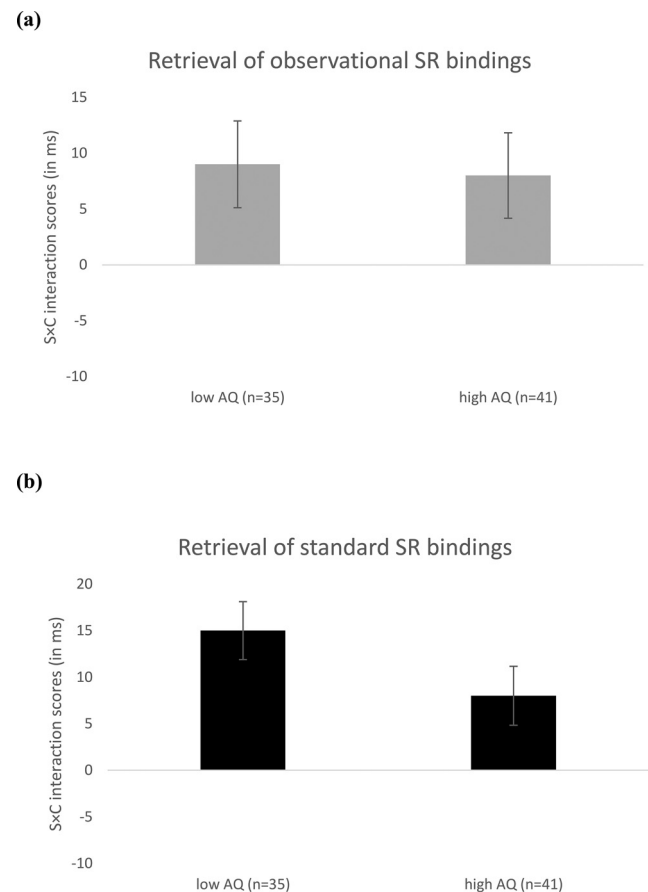 (a)
Retrieval of observational SR bindings
S×C interaction scores (in ms)
15
10
5
0
-5
-10
low AQ (n=35) high AQ (n=41)
(b)
Retrieval of standard SR bindings
S×C interaction scores (in ms)
20
15
10
5
0
-5
-10
low AQ (n=35) high AQ (n=41)